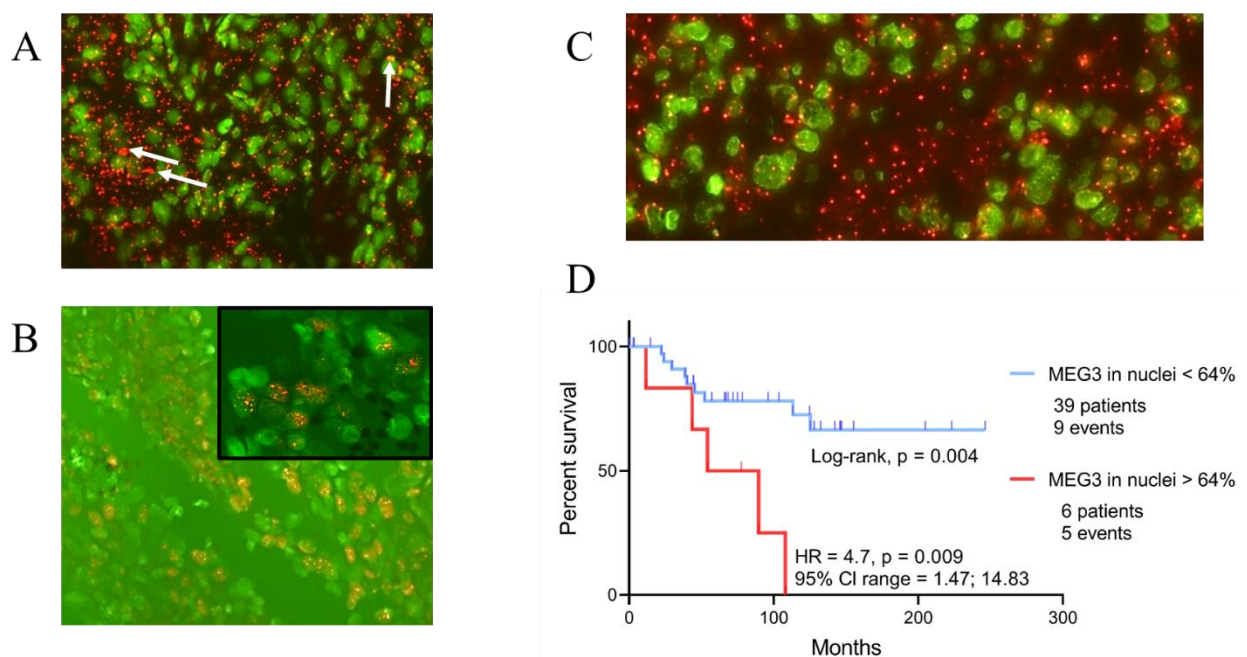 A
C
B
D
100
50
0
0
100
200
300
Percent survival
Months
MEG3 in nuclei < 64%
39 patients
9 events
Log-rank, p = 0.004
MEG3 in nuclei > 64%
6 patients
5 events
HR = 4.7, p = 0.009
95% CI range = 1.47; 14.83